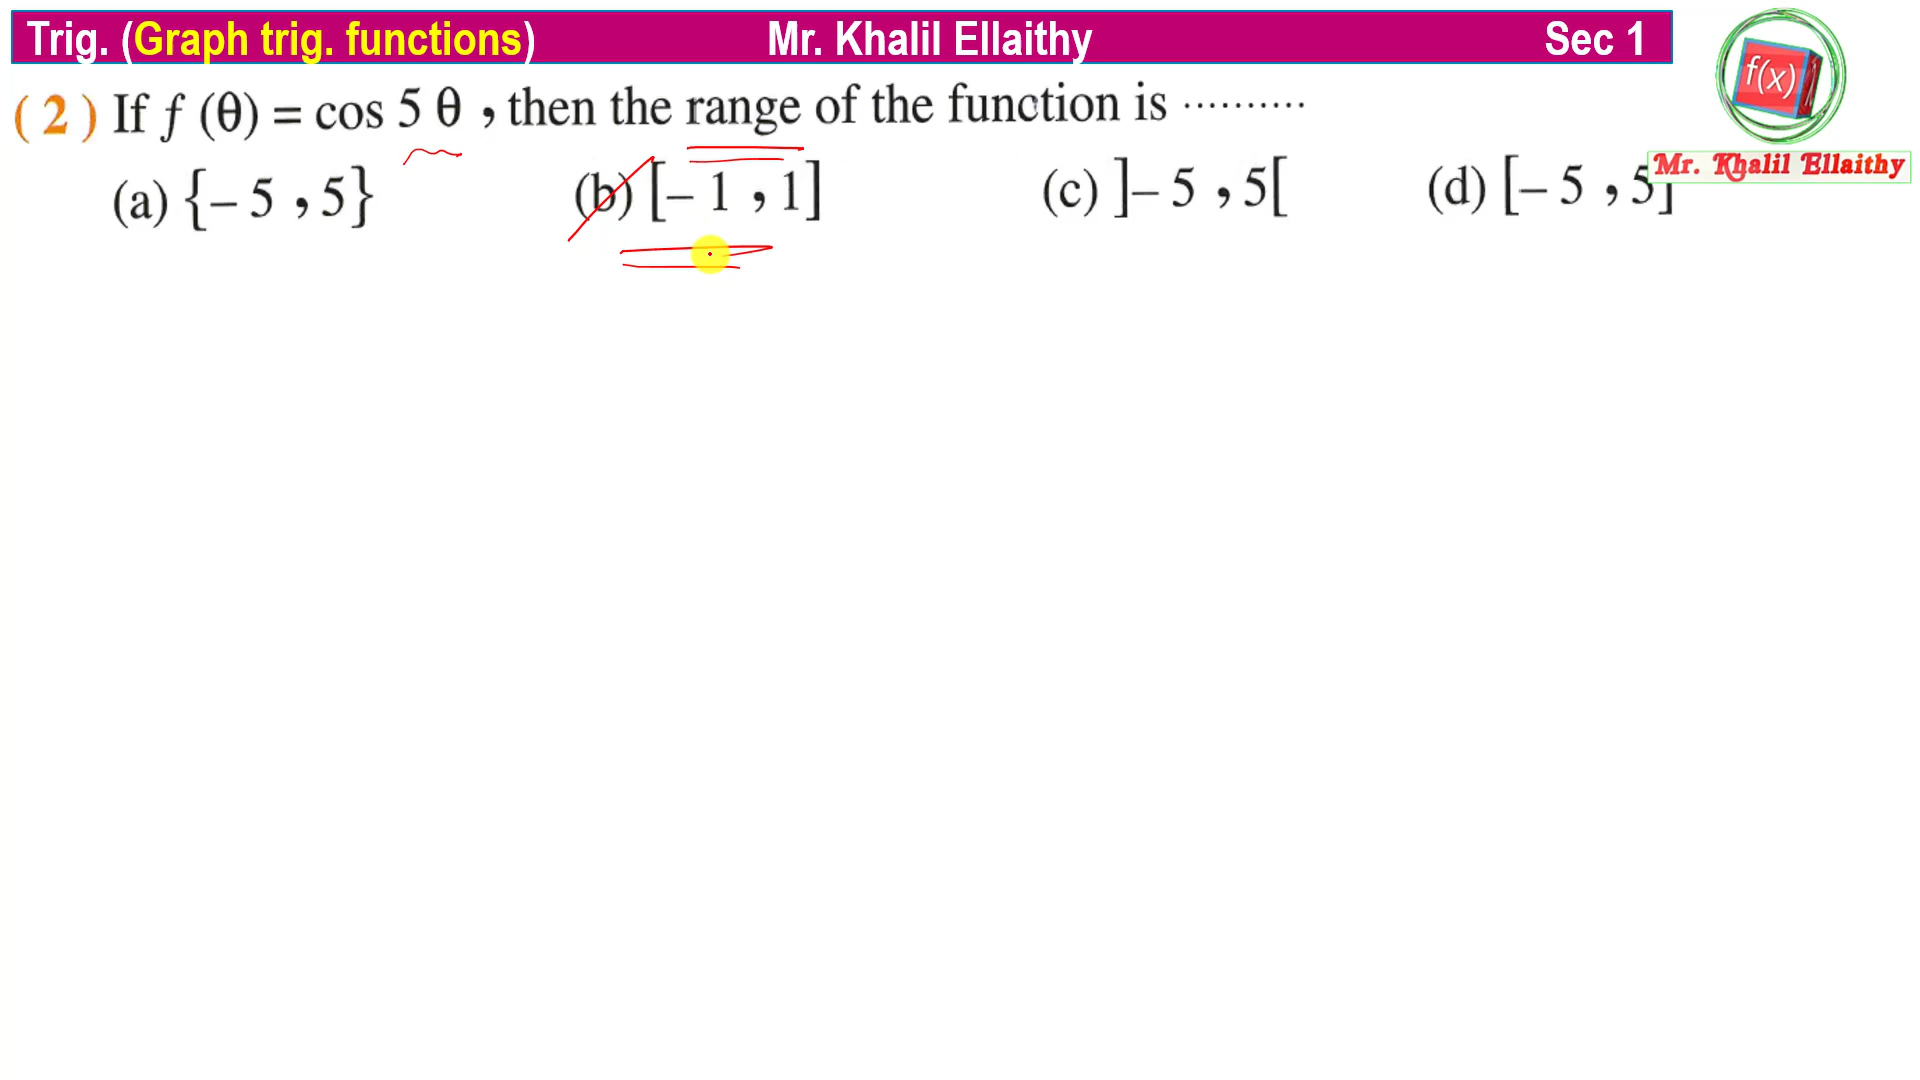 Trig. (Graph trig. functions) Mr. Khalil Ellaithy Sec 1
f(x)
Mr. Khalil Ellaithy
( 2 ) If f (θ) = cos 5 θ , then the range of the function is ··········
(a) {– 5 , 5} (b) [– 1 , 1] (c) ]– 5 , 5[ (d) [– 5 , 5]